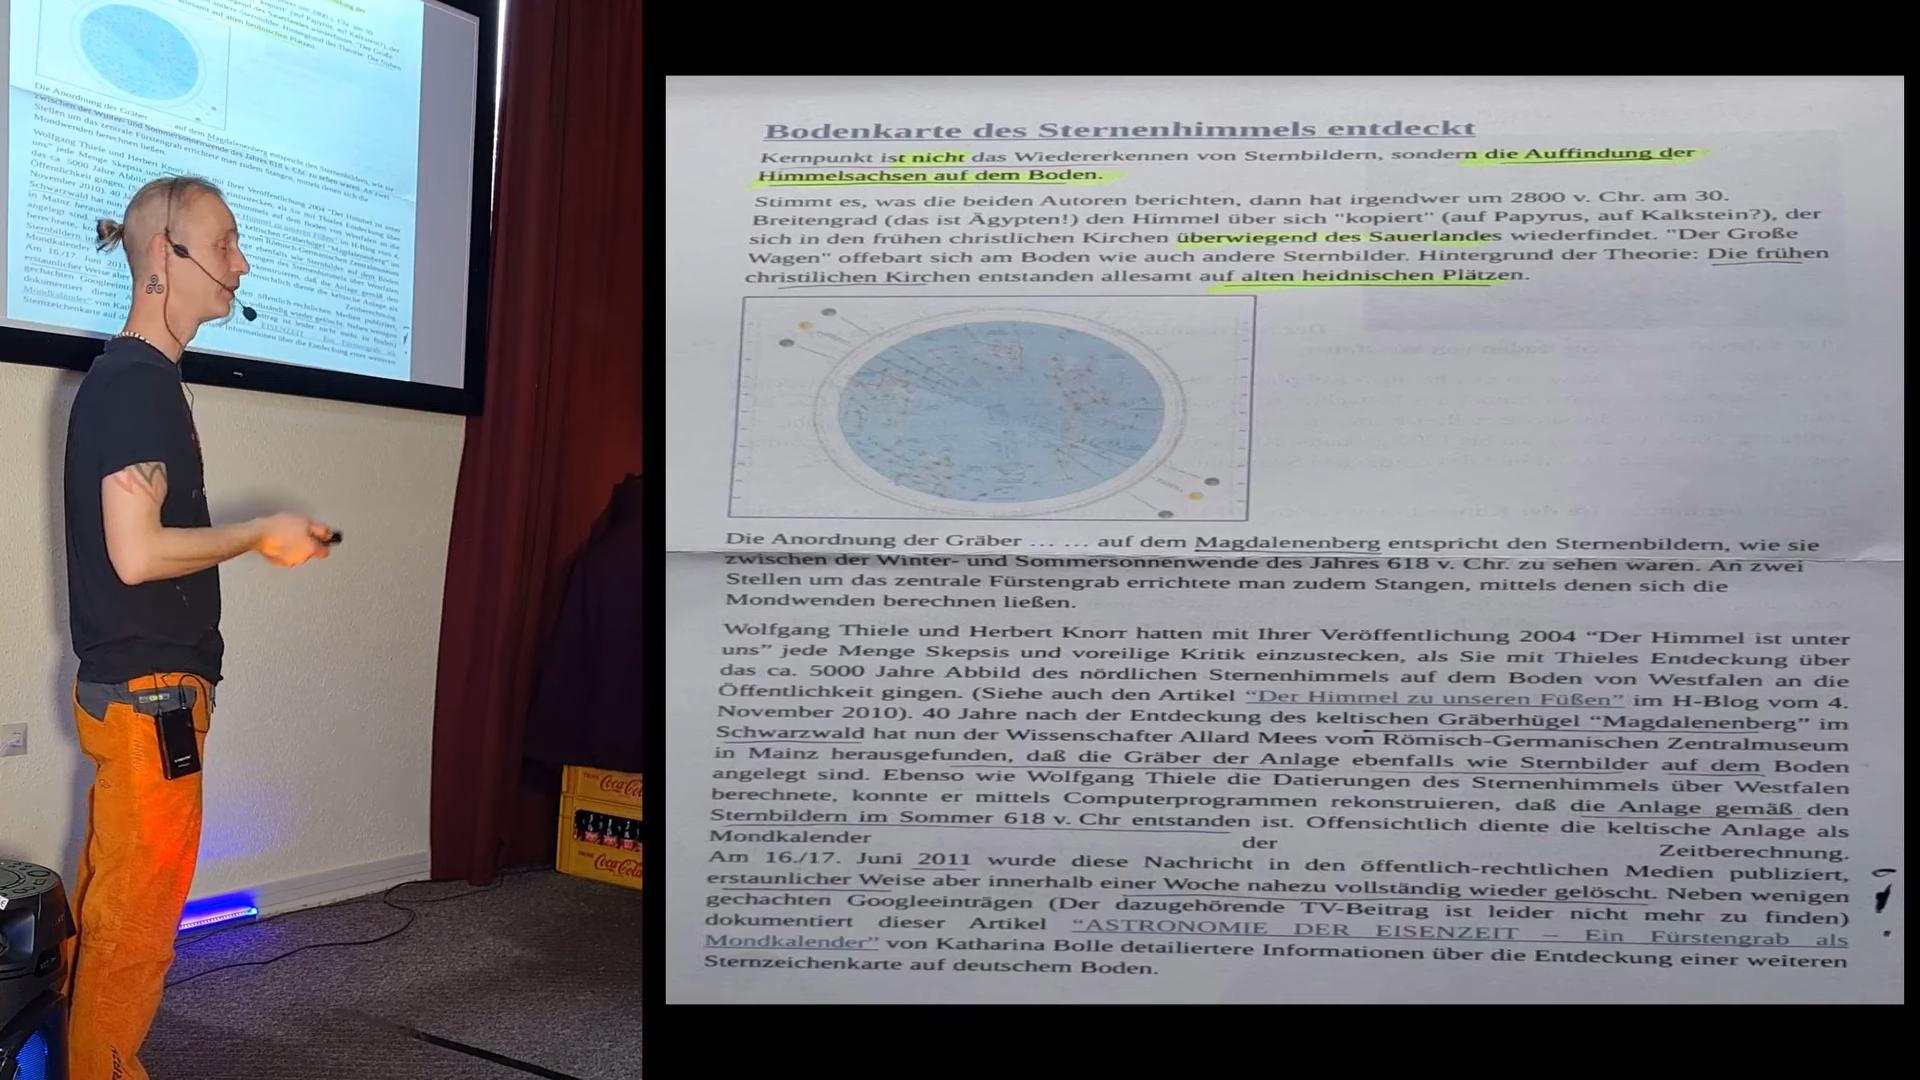 Bodenkarte des Sternenhimmels entdeckt
Kernpunkt ist nicht das Wiedererkennen von Sternbildern, sondern die Auffindung der
Himmelsachsen auf dem Boden.
Stimmt es, was die beiden Autoren berichten, dann hat irgendwer um 2800 v. Chr. am 30.
Breitengrad (das ist Ägypten!) den Himmel über sich "kopiert" (auf Papyrus, auf Kalkstein?), der
sich in den frühen christlichen Kirchen überwiegend des Sauerlandes wiederfindet. "Der Große
Wagen" offebart sich am Boden wie auch andere Sternbilder. Hintergrund der Theorie: Die frühen
christilichen Kirchen entstanden allesamt auf alten heidnischen Plätzen.
Die Anordnung der Gräber ... ... auf dem Magdalenenberg entspricht den Sternenbildern, wie sie
zwischen der Winter- und Sommersonnenwende des Jahres 618 v. Chr. zu sehen waren. An zwei
Stellen um das zentrale Fürstengrab errichtete man zudem Stangen, mittels denen sich die
Mondwenden berechnen ließen.
Wolfgang Thiele und Herbert Knorr hatten mit Ihrer Veröffentlichung 2004 “Der Himmel ist unter
uns” jede Menge Skepsis und voreilige Kritik einzustecken, als Sie mit Thieles Entdeckung über
das ca. 5000 Jahre Abbild des nördlichen Sternenhimmels auf dem Boden von Westfalen an die
Öffentlichkeit gingen. (Siehe auch den Artikel “Der Himmel zu unseren Füßen” im H-Blog vom 4.
November 2010). 40 Jahre nach der Entdeckung des keltischen Gräberhügel “Magdalenenberg” im
Schwarzwald hat nun der Wissenschafter Allard Mees vom Römisch-Germanischen Zentralmuseum
in Mainz herausgefunden, daß die Gräber der Anlage ebenfalls wie Sternbilder auf dem Boden
angelegt sind. Ebenso wie Wolfgang Thiele die Datierungen des Sternenhimmels über Westfalen
berechnete, konnte er mittels Computerprogrammen rekonstruieren, daß die Anlage gemäß den
Sternbildern im Sommer 618 v. Chr entstanden ist. Offensichtlich diente die keltische Anlage als
Mondkalender der Zeitberechnung.
Am 16./17. Juni 2011 wurde diese Nachricht in den öffentlich-rechtlichen Medien publiziert,
erstaunlicher Weise aber innerhalb einer Woche nahezu vollständig wieder gelöscht. Neben wenigen
gechachten Googleeinträgen (Der dazugehörende TV-Beitrag ist leider nicht mehr zu finden)
dokumentiert dieser Artikel “ASTRONOMIE DER EISENZEIT – Ein Fürstengrab als
Mondkalender” von Katharina Bolle detailiertere Informationen über die Entdeckung einer weiteren
Sternzeichenkarte auf deutschem Boden.
Coca-Cola
Coca-Cola